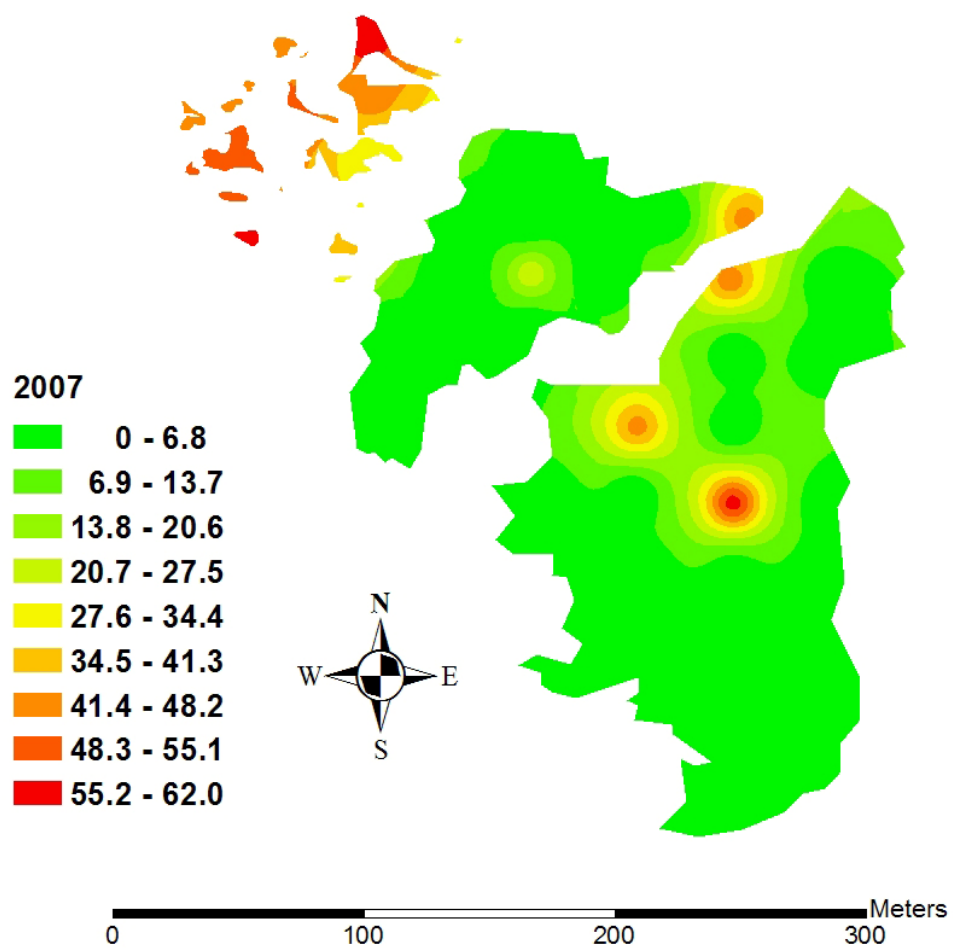 2007
0 - 6.8
6.9 - 13.7
13.8 - 20.6
20.7 - 27.5
27.6 - 34.4
34.5 - 41.3
41.4 - 48.2
48.3 - 55.1
55.2 - 62.0
N
W E
S
Meters
0 100 200 300